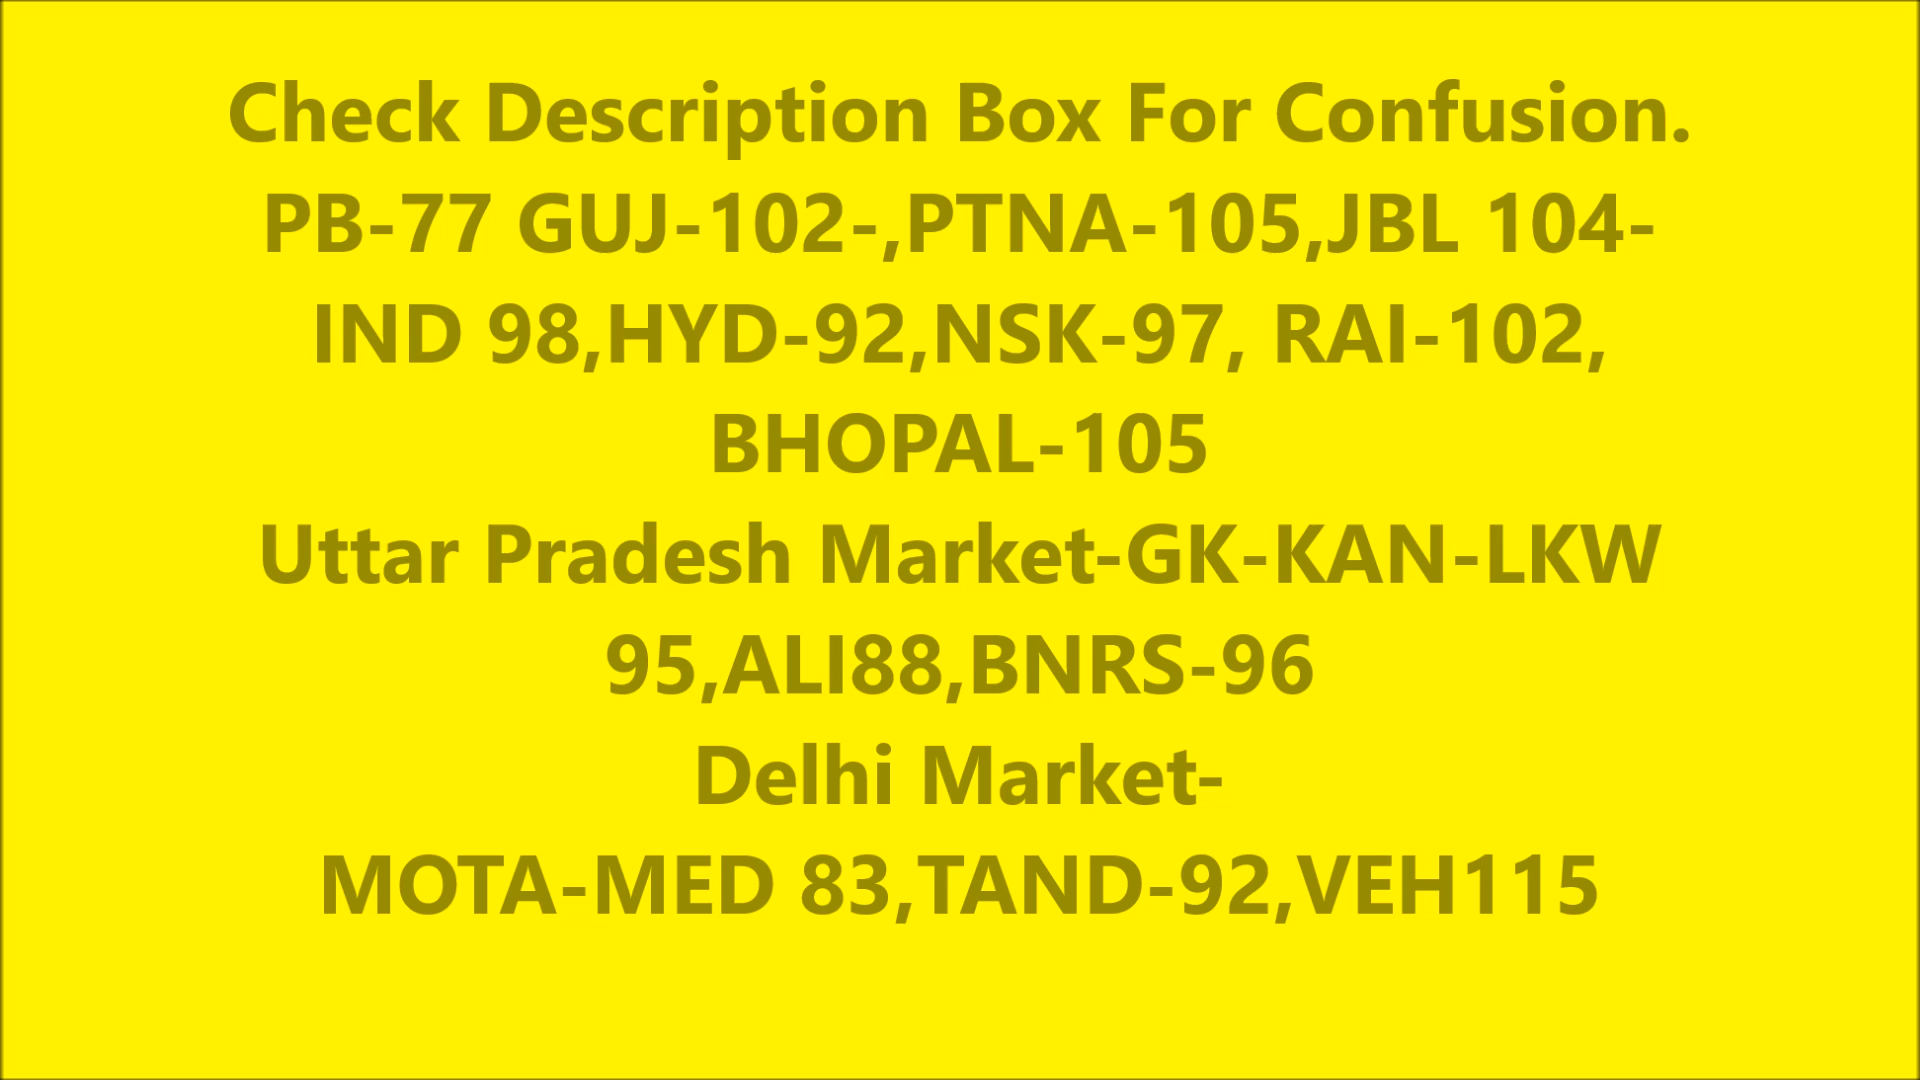 Check Description Box For Confusion.
PB-77 GUJ-102-,PTNA-105,JBL 104-
IND 98,HYD-92,NSK-97, RAI-102,
BHOPAL-105
Uttar Pradesh Market-GK-KAN-LKW
95,ALI88,BNRS-96
Delhi Market-
MOTA-MED 83,TAND-92,VEH115